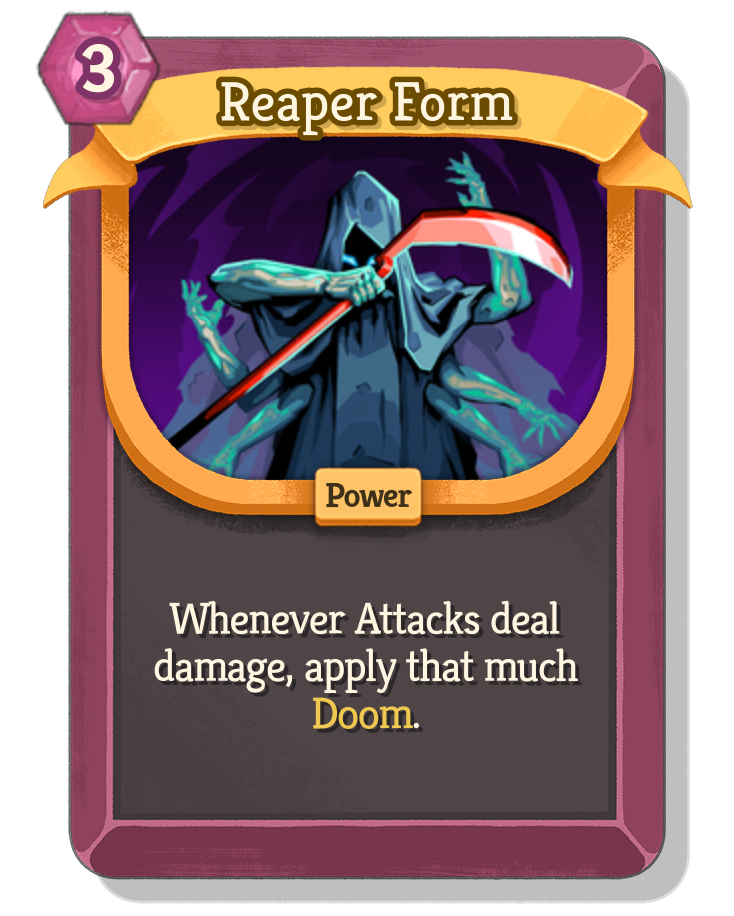 3
Reaper Form
Power
Whenever Attacks deal
damage, apply that much
Doom.